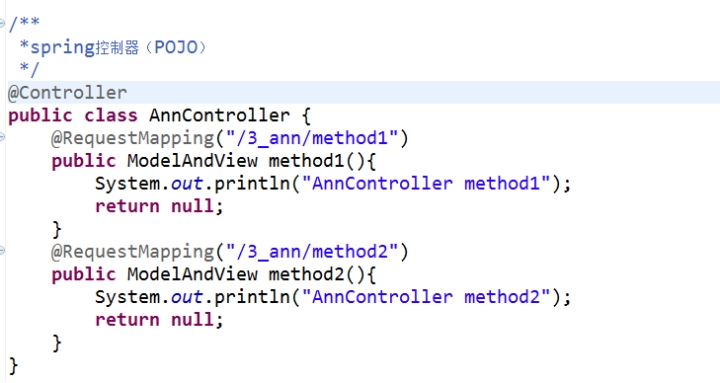 /**
 *spring控制器（POJO）
 */
@Controller
public class AnnController {
    @RequestMapping("/3_ann/method1")
    public ModelAndView method1(){
        System.out.println("AnnController method1");
        return null;
    }
    @RequestMapping("/3_ann/method2")
    public ModelAndView method2(){
        System.out.println("AnnController method2");
        return null;
    }
}